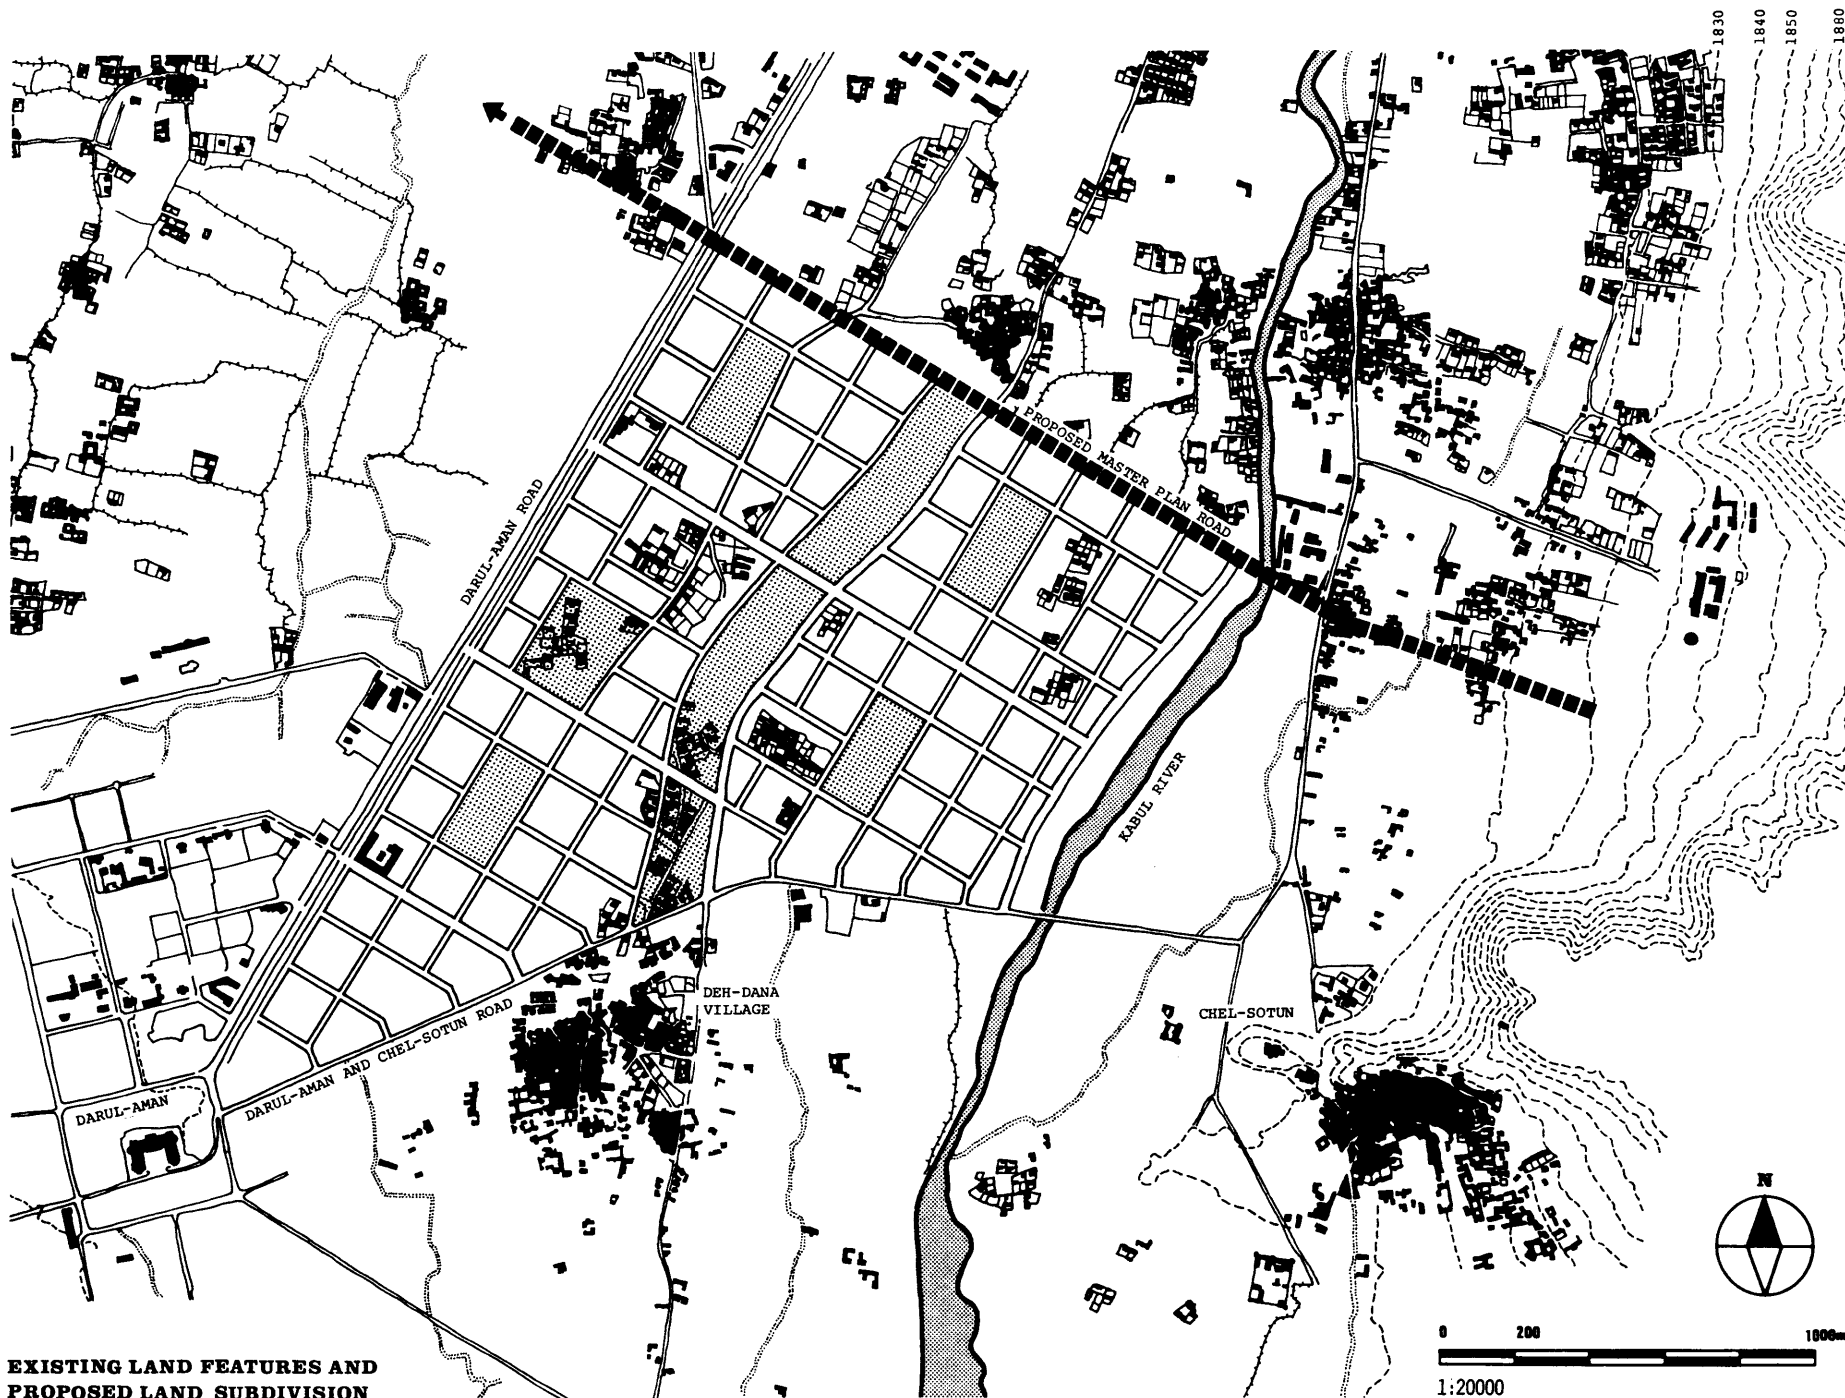 1830
1840
1850
1880
PROPOSED MASTER PLAN ROAD
DARUL-AMAN ROAD
KABUL RIVER
DEH-DANA
VILLAGE
CHEL-SOTUN
DARUL-AMAN AND CHEL-SOTUN ROAD
DARUL-AMAN
N
0 200 1000m
1:20000
EXISTING LAND FEATURES AND
PROPOSED LAND SUBDIVISION